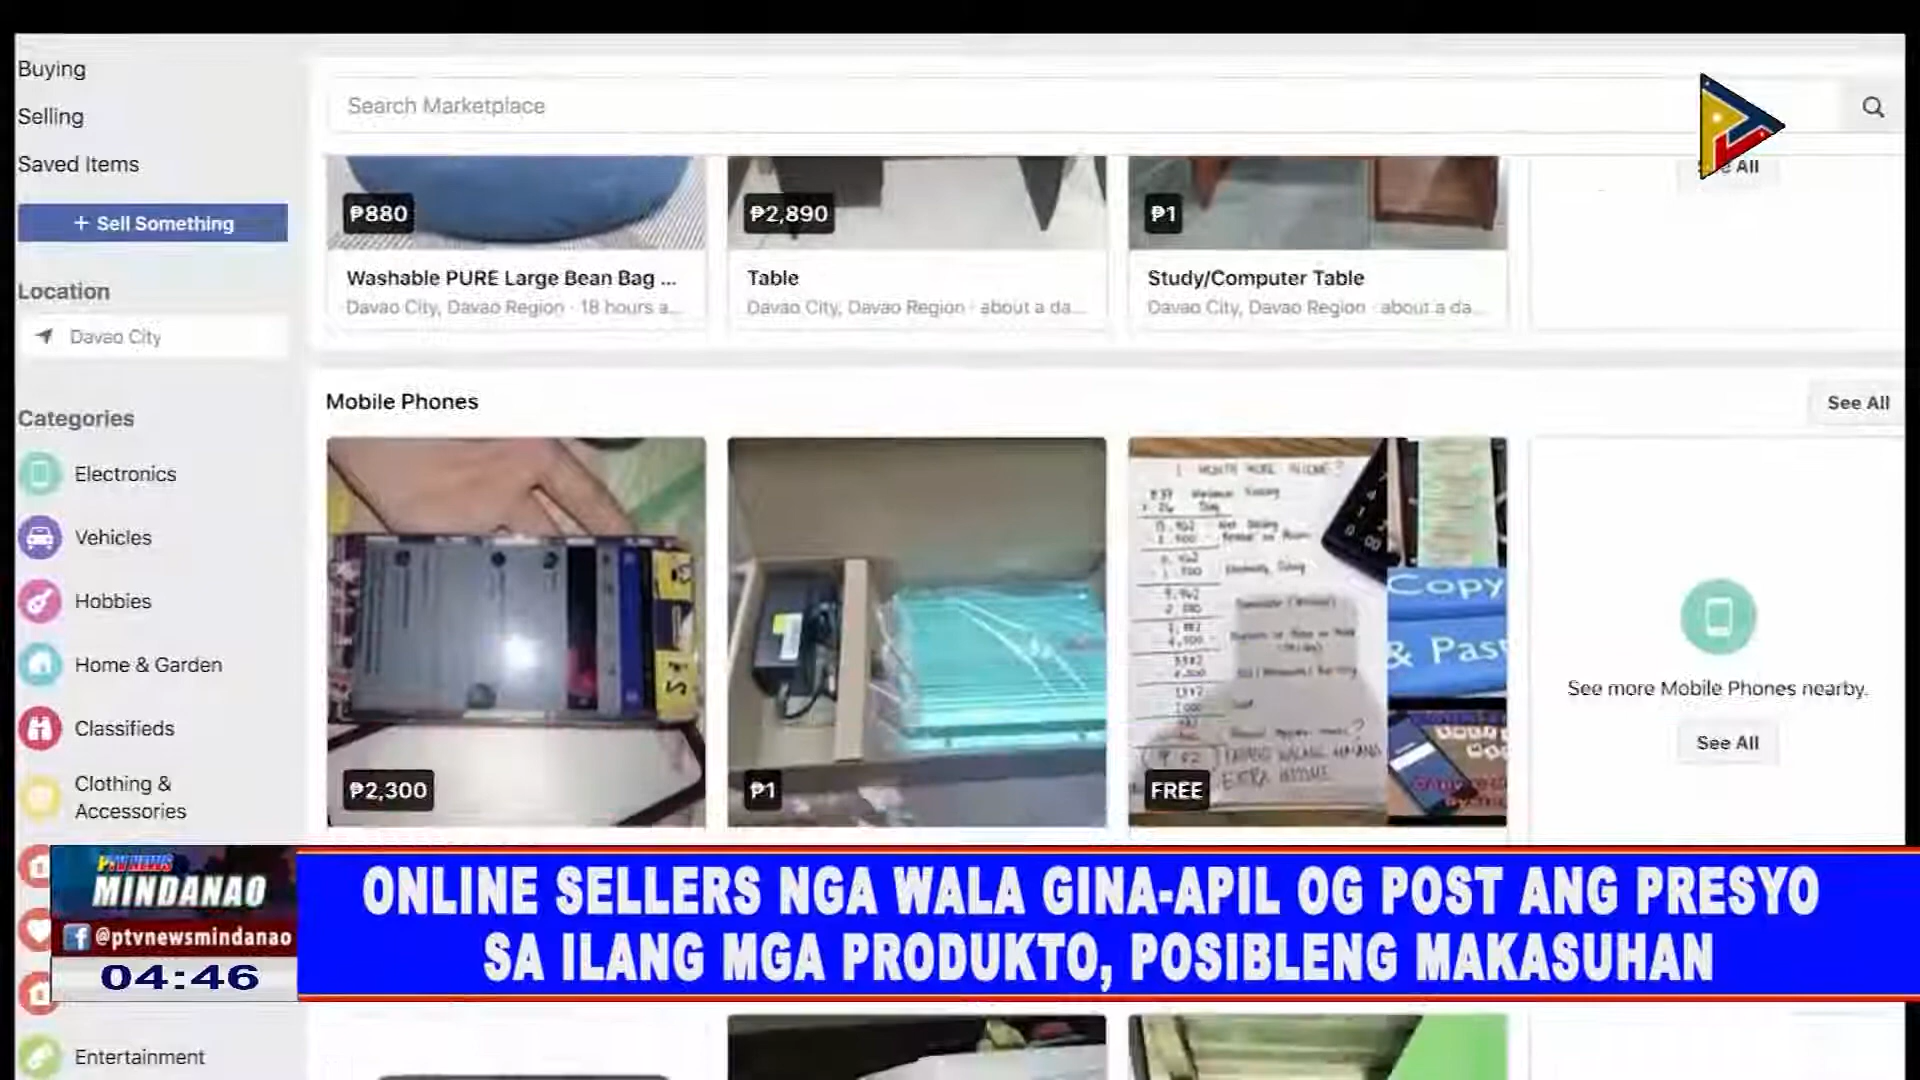 Buying
Selling
Saved Items
+ Sell Something
Location
Davao City
Categories
Electronics
Vehicles
Hobbies
Home & Garden
Classifieds
Clothing &
Accessories
Entertainment
Search Marketplace
See All
₱880
₱2,890
₱1
Washable PURE Large Bean Bag ...
Table
Study/Computer Table
Davao City, Davao Region · 18 hours a...
Davao City, Davao Region · about a da...
Davao City, Davao Region · about a da...
Mobile Phones
See All
Copy
& Past
₱2,300
₱1
FREE
EXTRA INCOME
See more Mobile Phones nearby.
See All
PTV NEWS
MINDANAO
@ptvnewsmindanao
04:46
ONLINE SELLERS NGA WALA GINA-APIL OG POST ANG PRESYO
SA ILANG MGA PRODUKTO, POSIBLENG MAKASUHAN